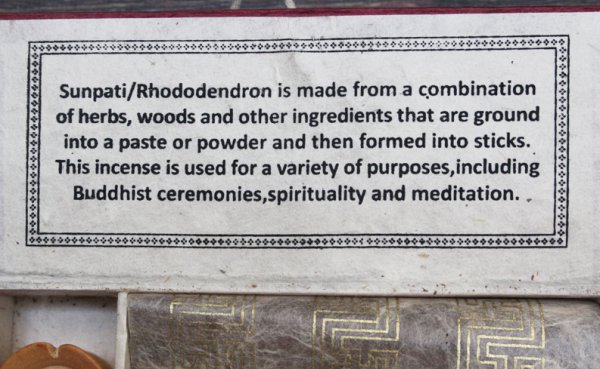 Sunpati/Rhododendron is made from a combination
of herbs, woods and other ingredients that are ground
into a paste or powder and then formed into sticks.
This incense is used for a variety of purposes,including
Buddhist ceremonies,spirituality and meditation.